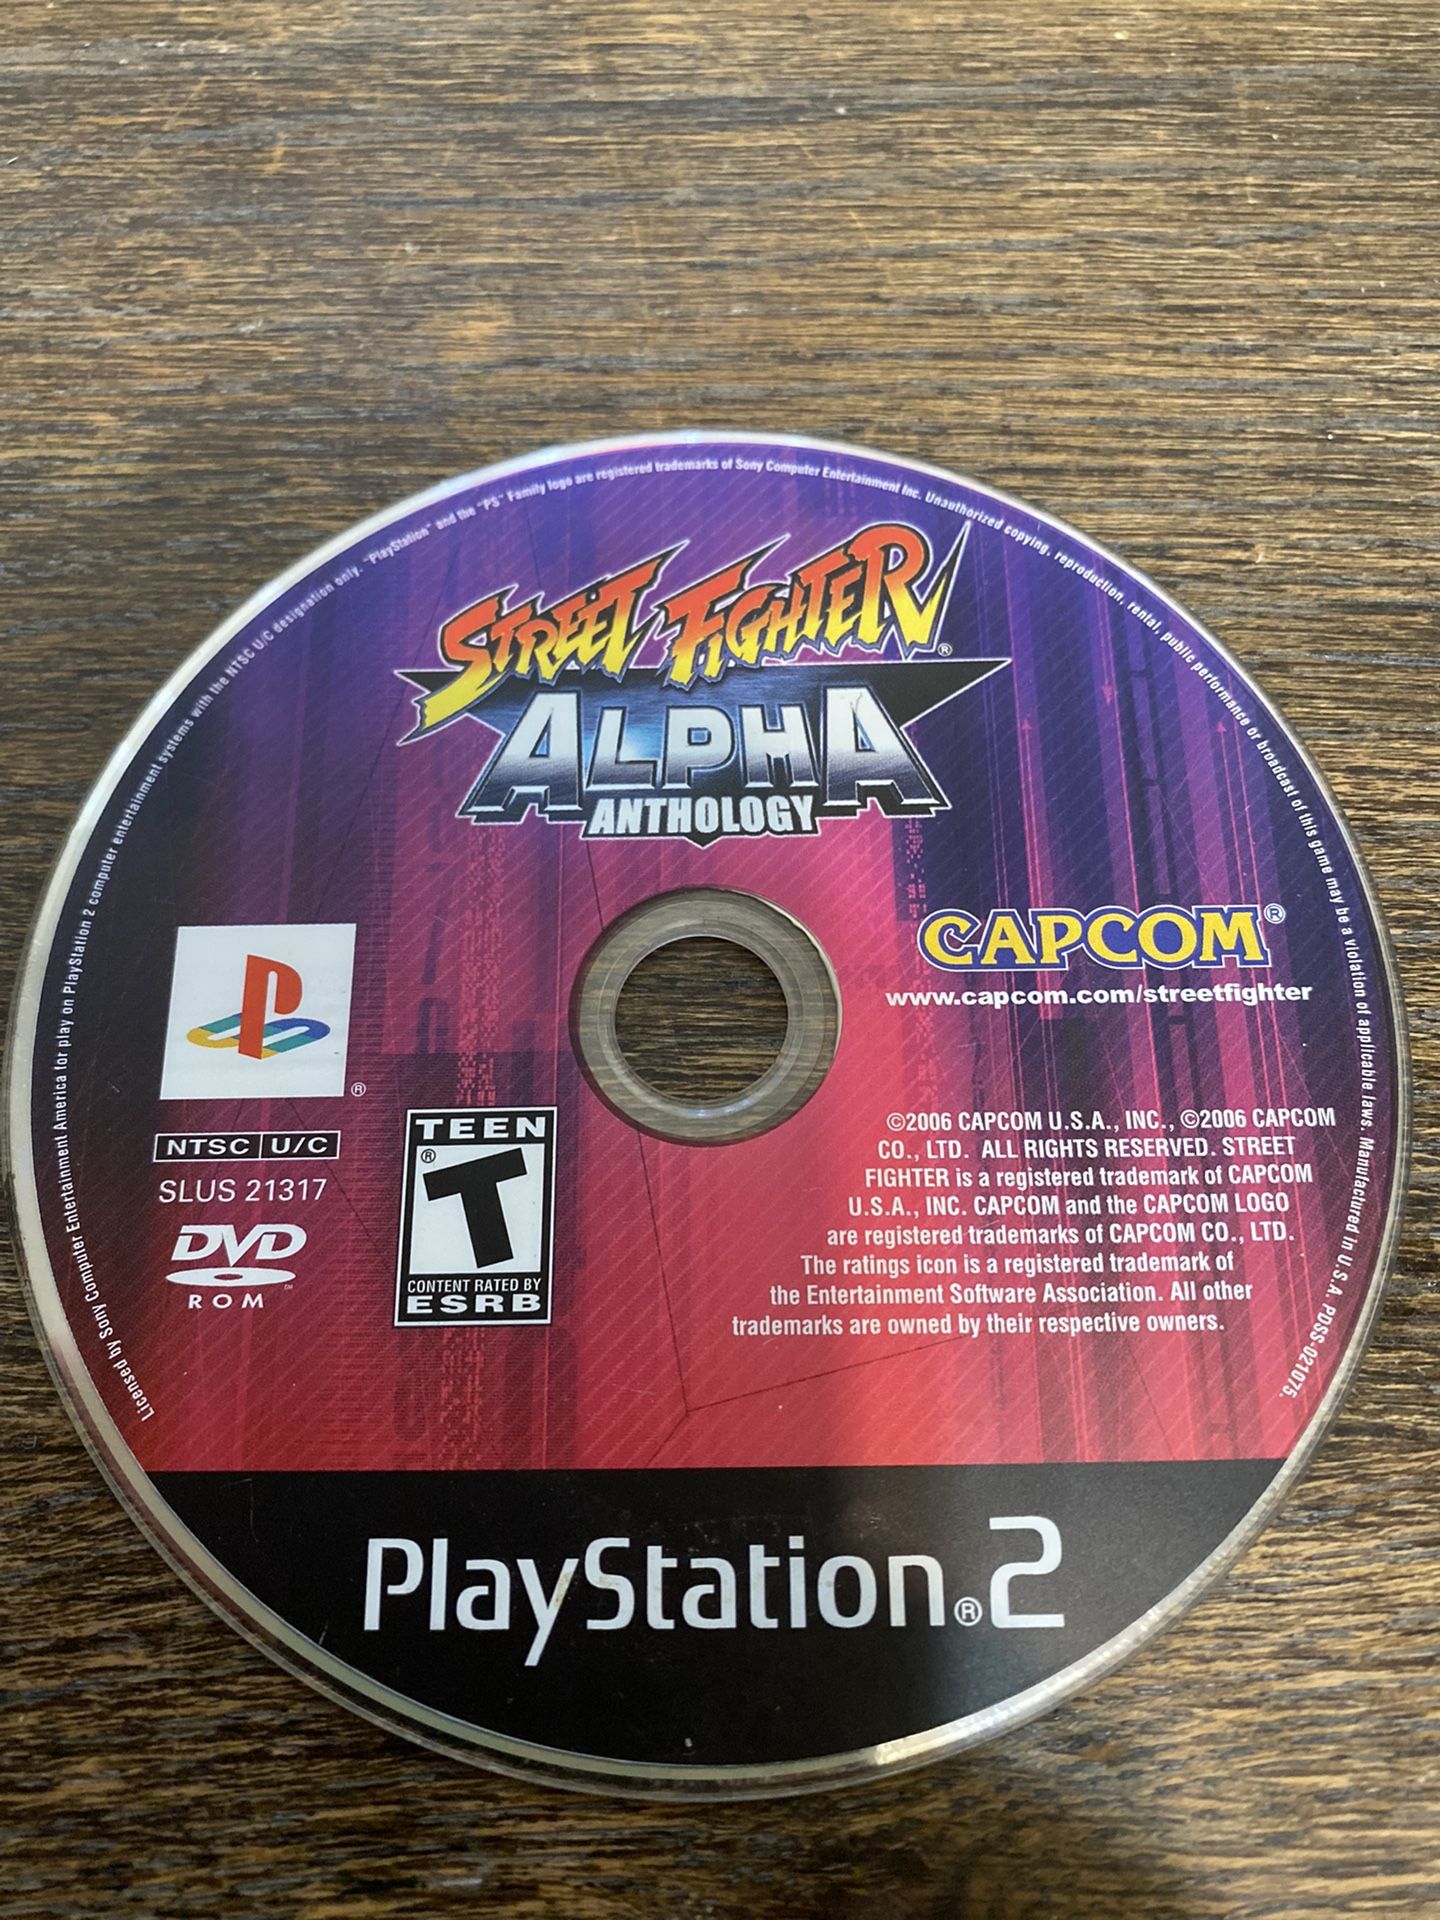 Licensed by Sony Computer Entertainment America for play on PlayStation 2 computer entertainment systems with the NTSC U/C designation only. "PlayStation" and the "PS" Family logo are registered trademarks of Sony Computer Entertainment Inc. Unauthorized copying, reproduction, rental, public performance or broadcast of this game may be a violation of applicable laws. Manufactured in U.S.A. PDSS-021075.
STREET FIGHTER®
ALPHA
ANTHOLOGY
CAPCOM®
www.capcom.com/streetfighter
®
NTSC U/C
SLUS 21317
DVD
ROM™
TEEN
®
T
CONTENT RATED BY
ESRB
©2006 CAPCOM U.S.A., INC., ©2006 CAPCOM
CO., LTD. ALL RIGHTS RESERVED. STREET
FIGHTER is a registered trademark of CAPCOM
U.S.A., INC. CAPCOM and the CAPCOM LOGO
are registered trademarks of CAPCOM CO., LTD.
The ratings icon is a registered trademark of
the Entertainment Software Association. All other
trademarks are owned by their respective owners.
PlayStation®2